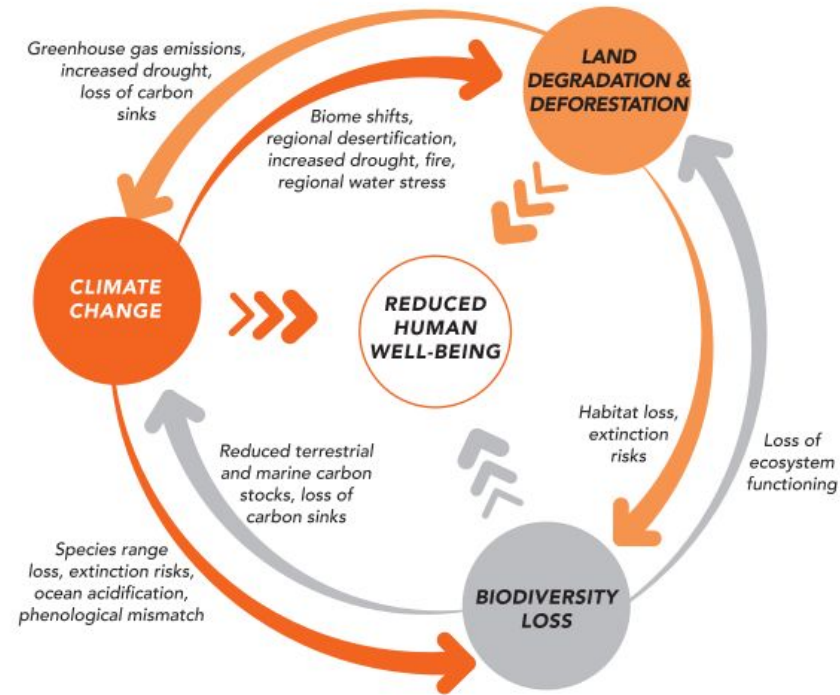 Greenhouse gas emissions,
increased drought,
loss of carbon
sinks
LAND
DEGRADATION &
DEFORESTATION
Biome shifts,
regional desertification,
increased drought, fire,
regional water stress
CLIMATE
CHANGE
REDUCED
HUMAN
WELL-BEING
Habitat loss,
extinction
risks
Loss of
ecosystem
functioning
Reduced terrestrial
and marine carbon
stocks, loss of
carbon sinks
Species range
loss, extinction risks,
ocean acidification,
phenological mismatch
BIODIVERSITY
LOSS